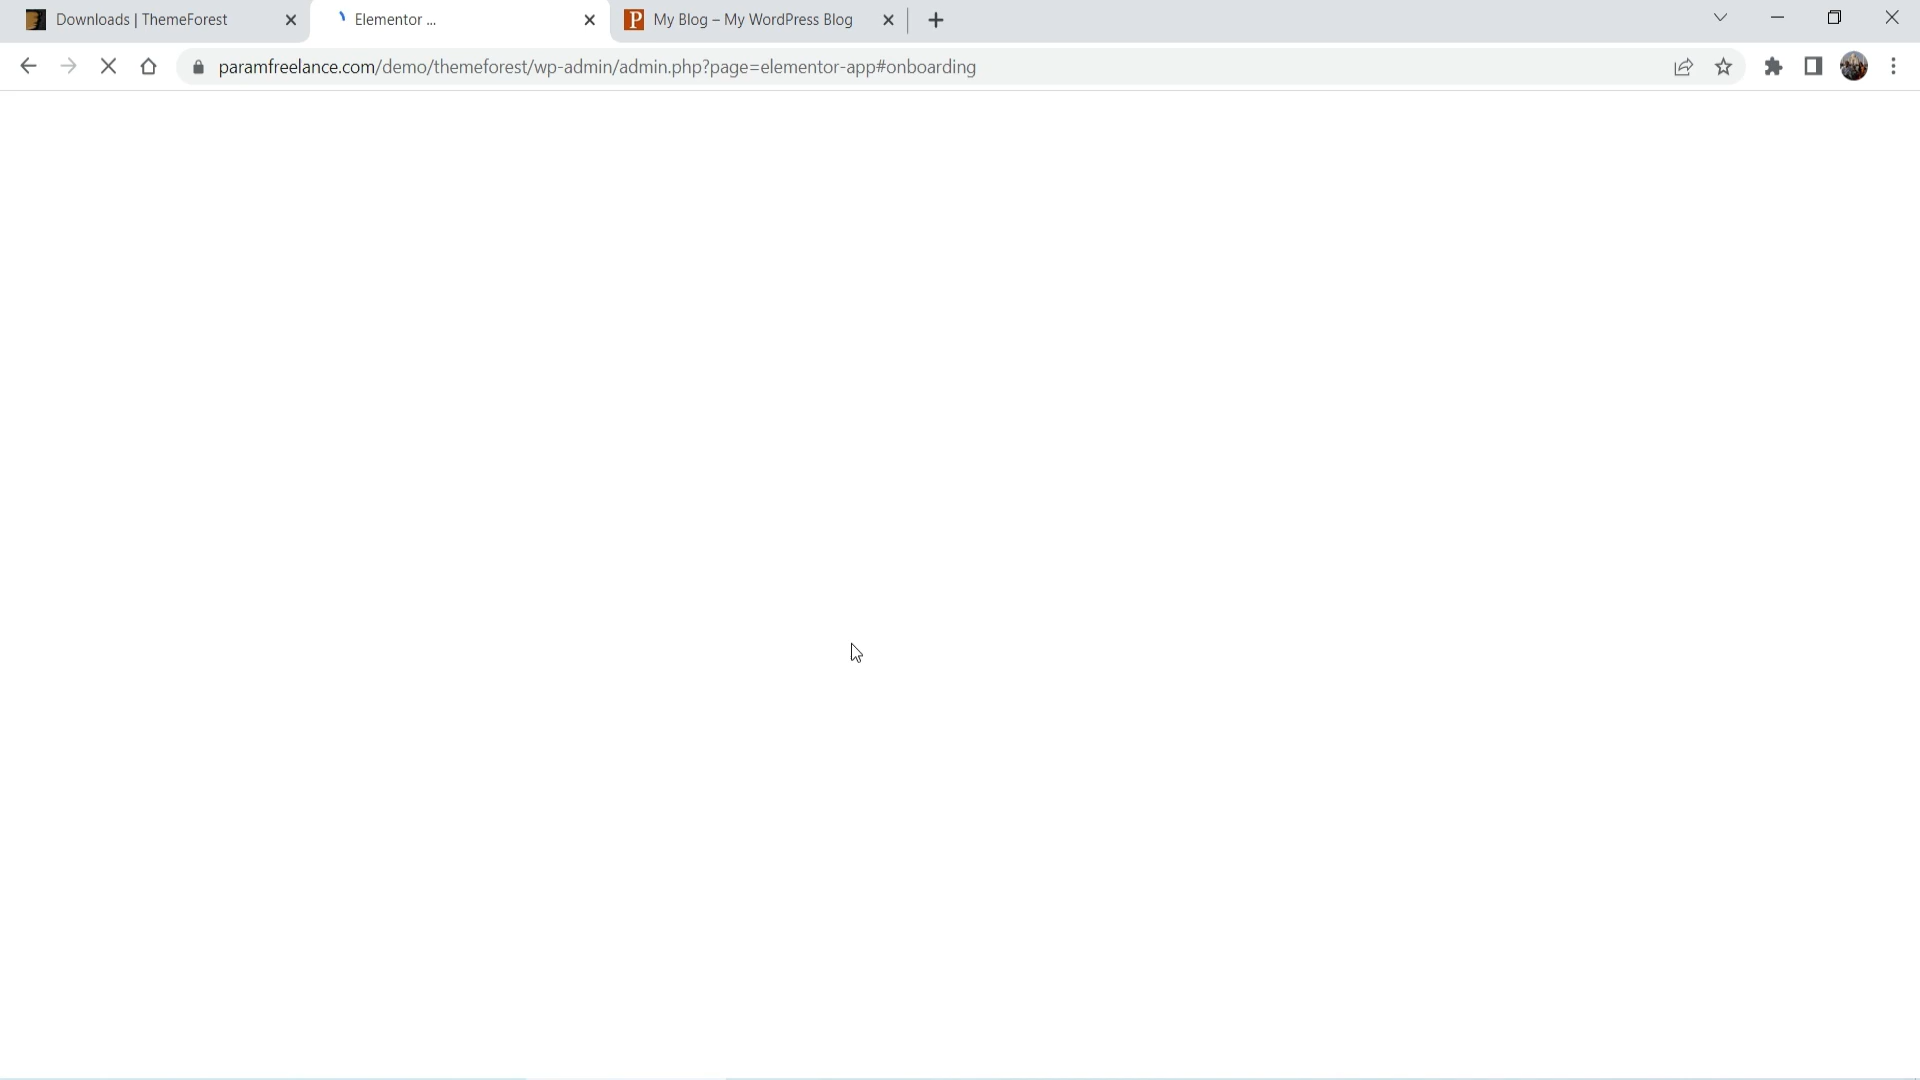 Downloads | ThemeForest
Elementor ...
P My Blog – My WordPress Blog
paramfreelance.com/demo/themeforest/wp-admin/admin.php?page=elementor-app#onboarding